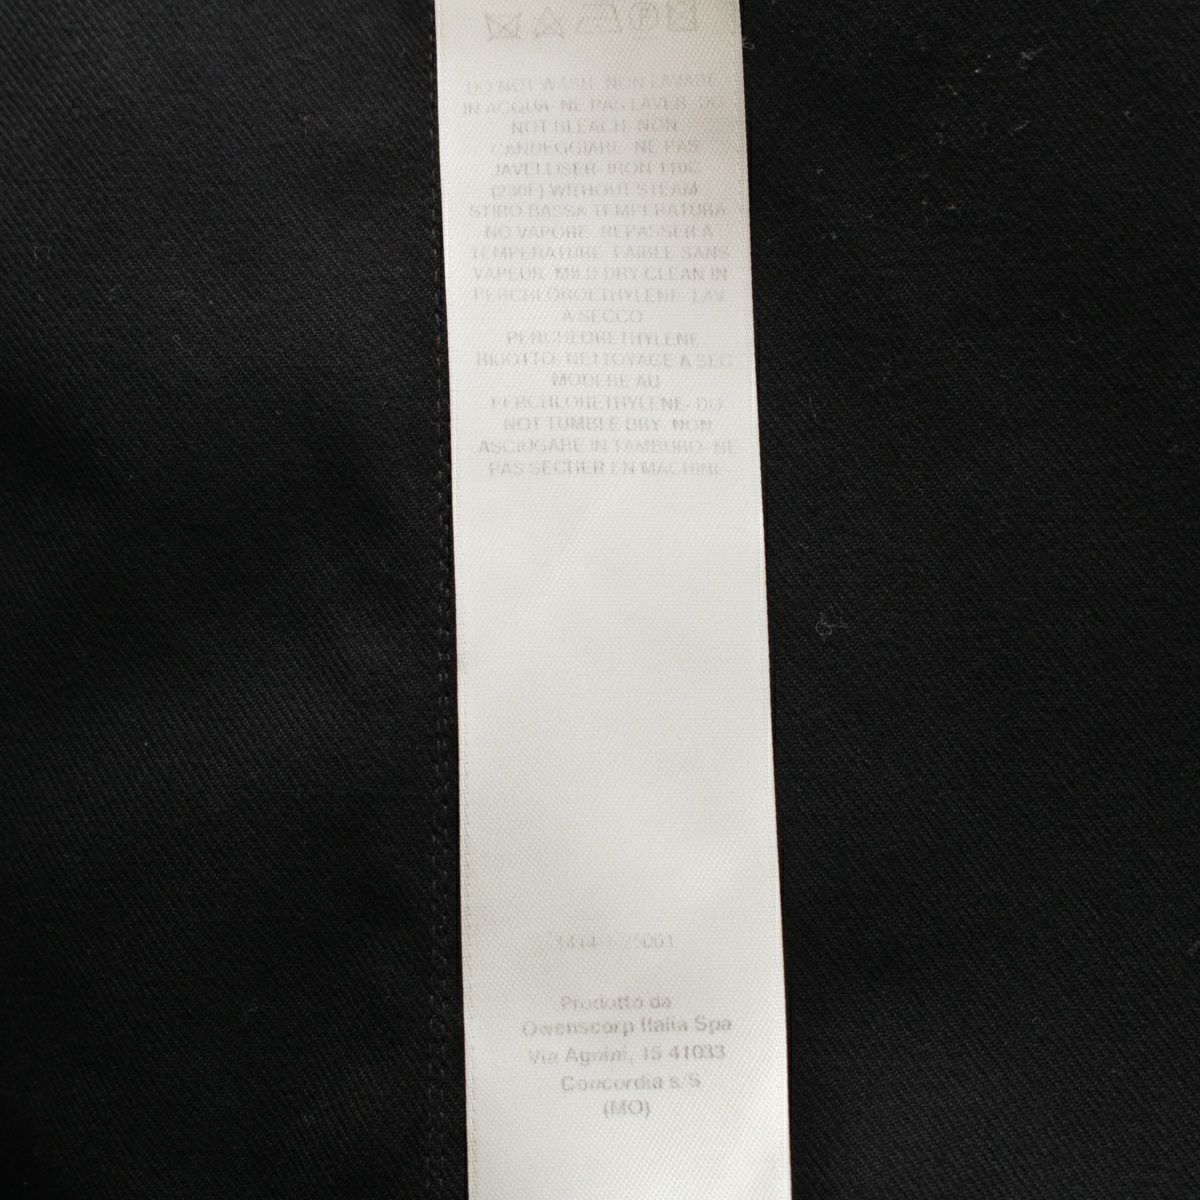 DO NOT WASH- NON LAVARE
IN ACQUA- NE PAS LAVER- DO
NOT BLEACH- NON
CANDEGGIARE- NE PAS
JAVELLISER- IRON 110C
(230F) WITHOUT STEAM-
STIRO BASSA TEMPERATURA
NO VAPORE- REPASSER A
TEMPERATURE FAIBLE SANS
VAPEUR- MILD DRY CLEAN IN
PERCHLOROETHYLENE- LAV
A SECCO
PERCHLORETHYLENE
RIDOTTO- NETTOYAGE A SEC
MODERE AU
PERCHLORETHYLENE- DO
NOT TUMBLE DRY- NON
ASCIUGARE IN TAMBURO- NE
PAS SECHER EN MACHINE
Prodotto da
Owenscorp Italia Spa
Via Agnini, 15 41033
Concordia s.S
(MO)